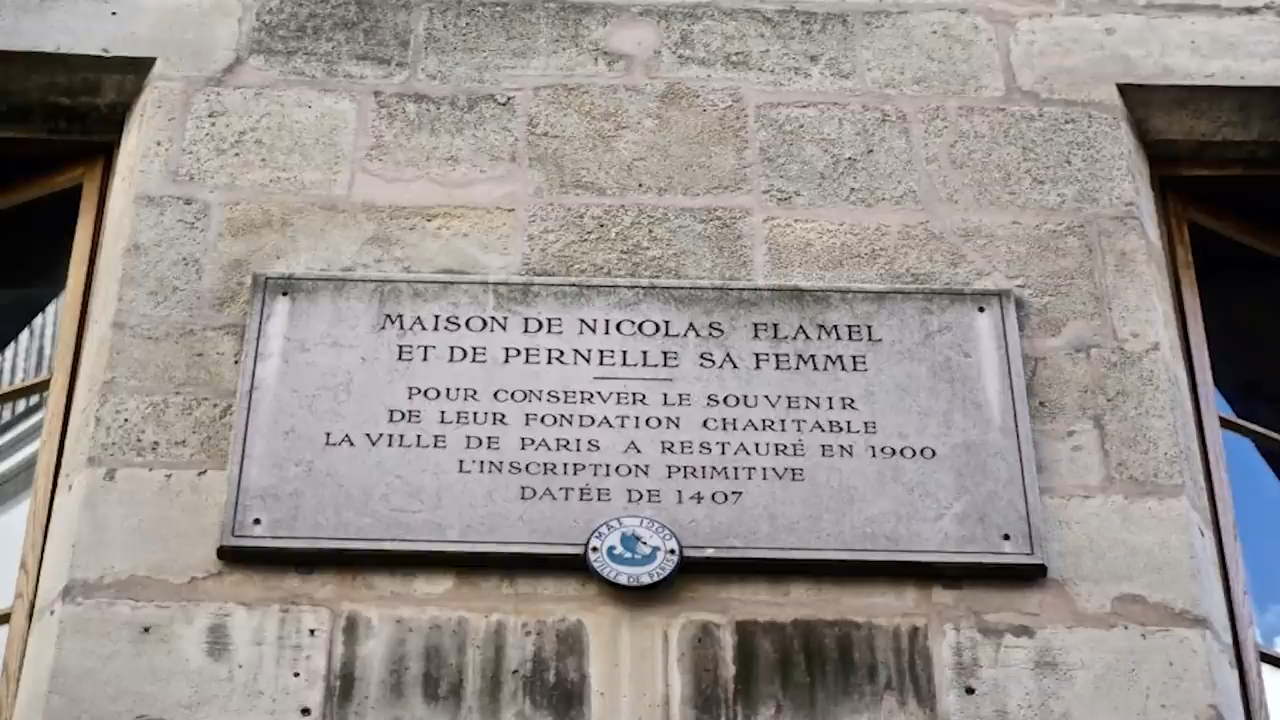 MAISON DE NICOLAS FLAMEL
ET DE PERNELLE SA FEMME
POUR CONSERVER LE SOUVENIR
DE LEUR FONDATION CHARITABLE
LA VILLE DE PARIS A RESTAURÉ EN 1900
L'INSCRIPTION PRIMITIVE
DATÉE DE 1407
MAI 1900
VILLE DE PARIS